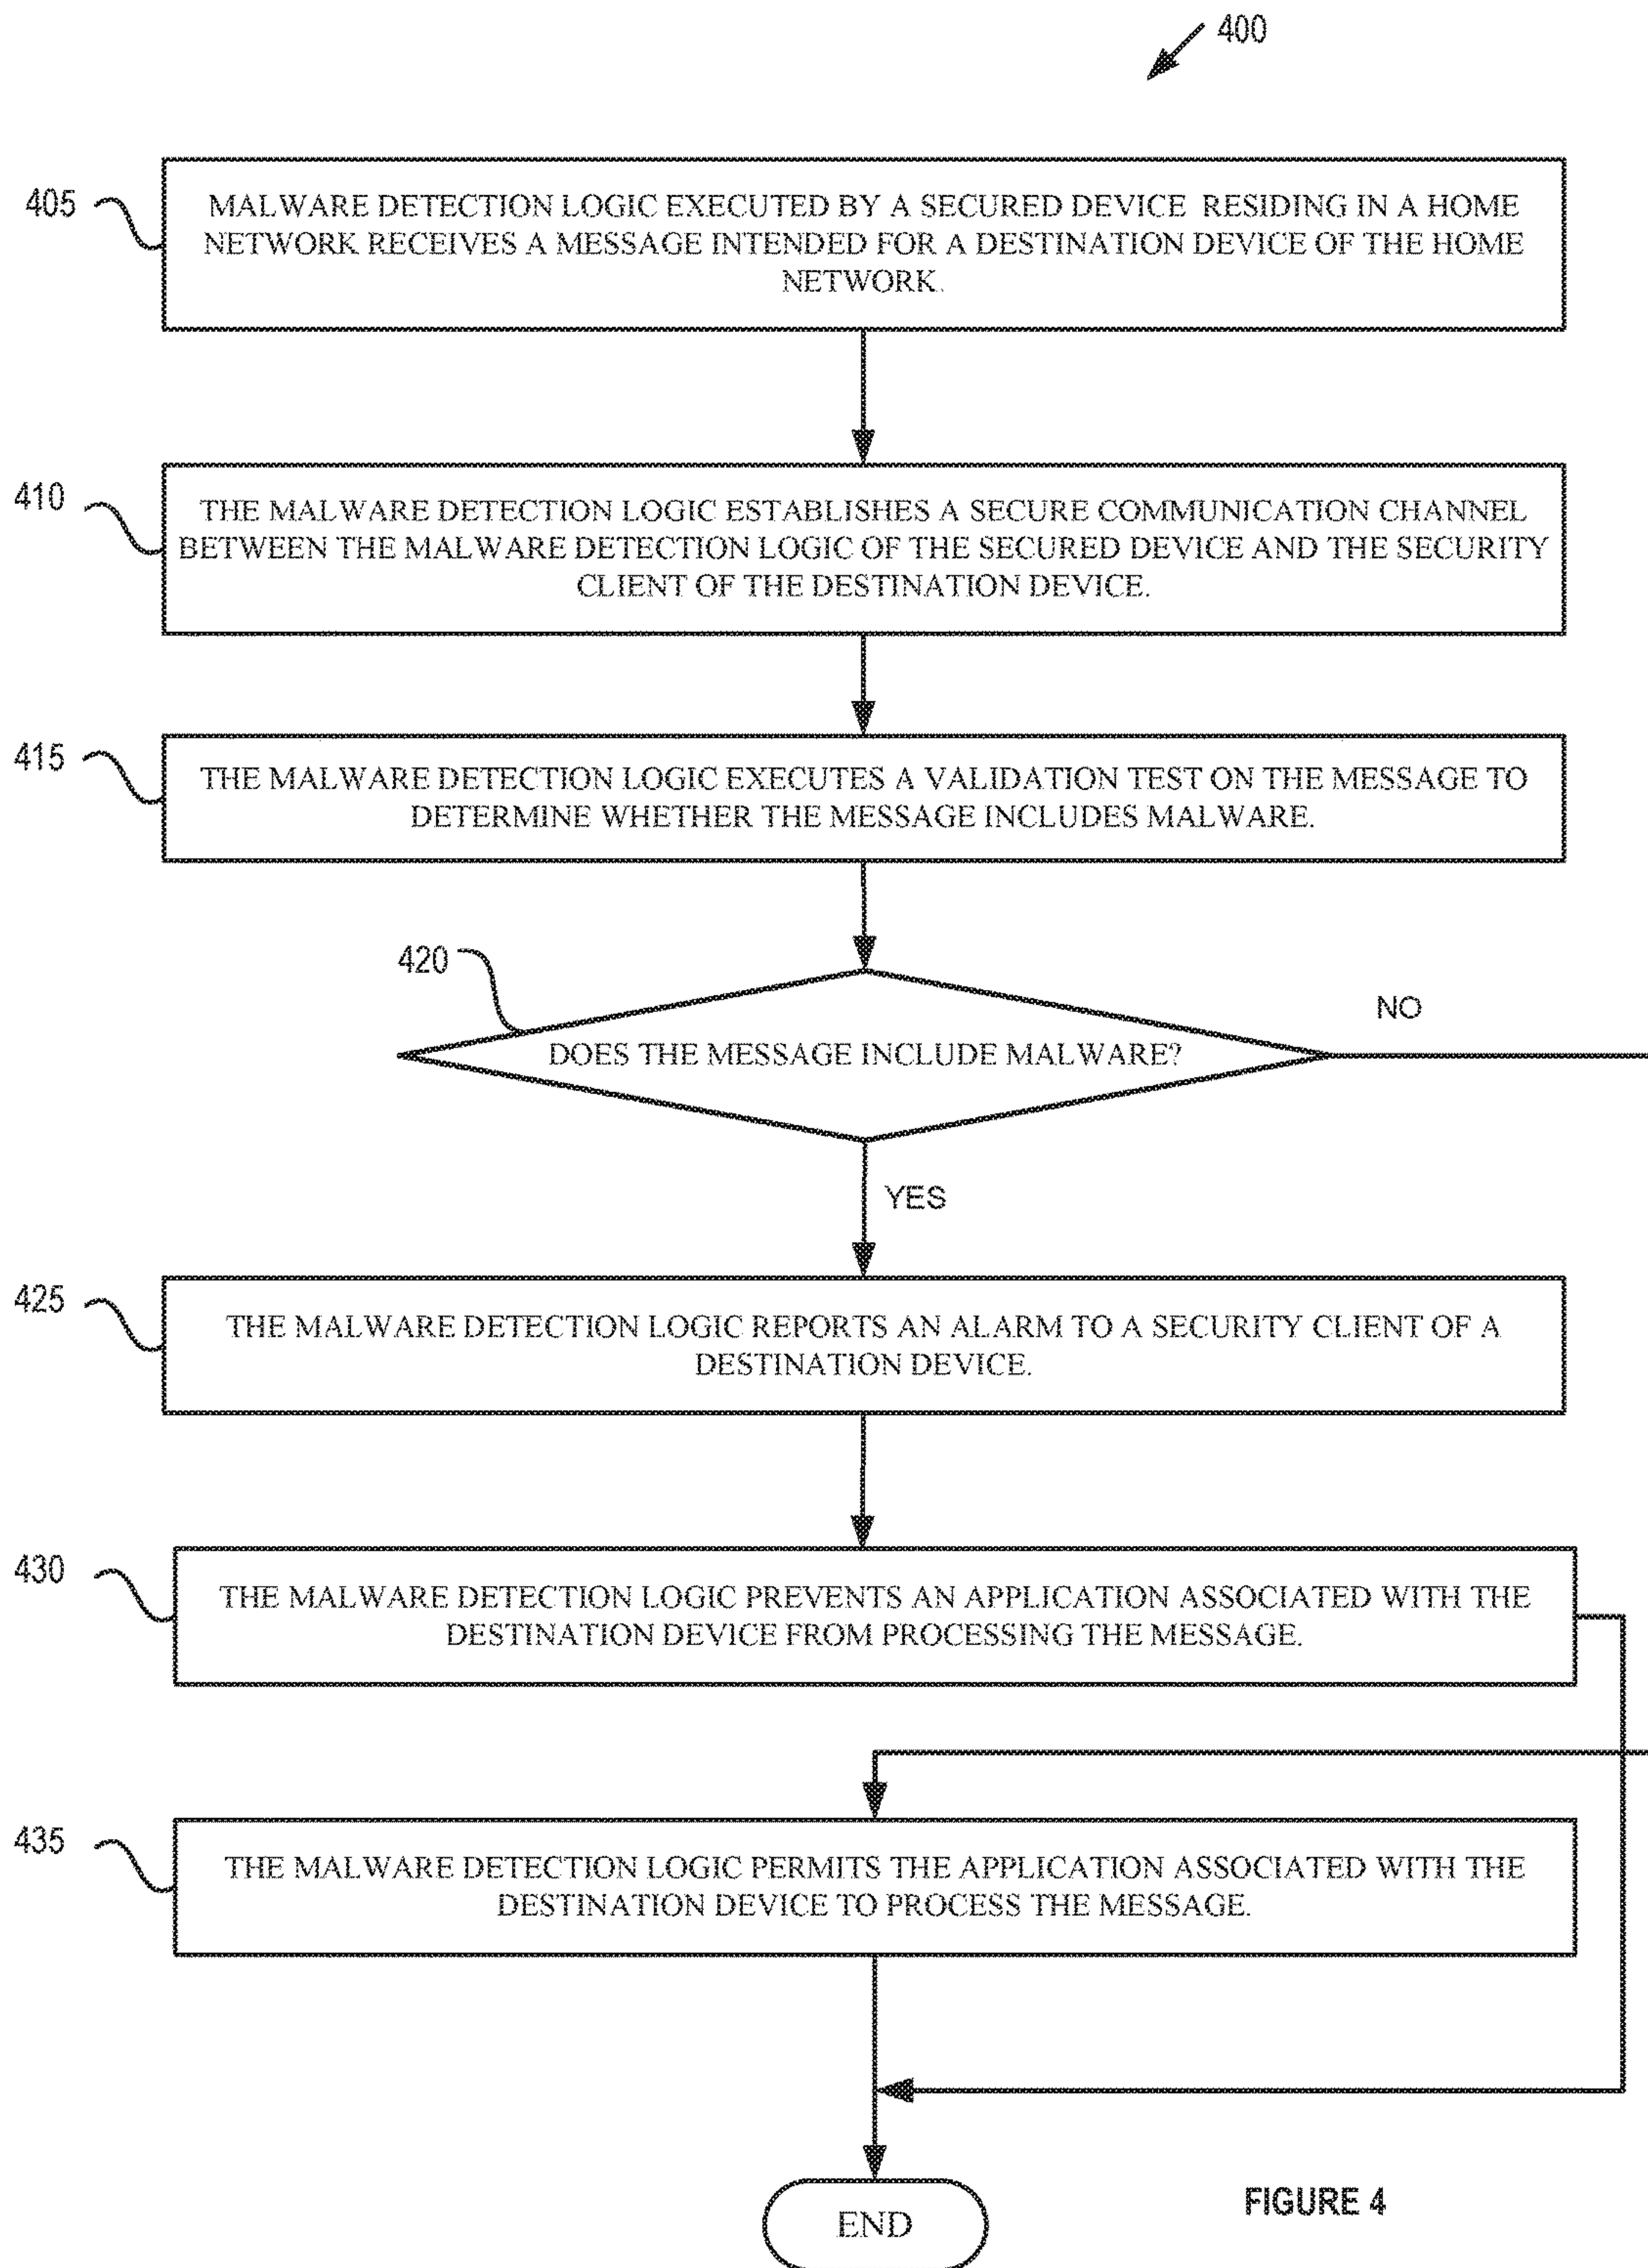 400
405
MALWARE DETECTION LOGIC EXECUTED BY A SECURED DEVICE RESIDING IN A HOME
NETWORK RECEIVES A MESSAGE INTENDED FOR A DESTINATION DEVICE OF THE HOME
NETWORK.
410
THE MALWARE DETECTION LOGIC ESTABLISHES A SECURE COMMUNICATION CHANNEL
BETWEEN THE MALWARE DETECTION LOGIC OF THE SECURED DEVICE AND THE SECURITY
CLIENT OF THE DESTINATION DEVICE.
415
THE MALWARE DETECTION LOGIC EXECUTES A VALIDATION TEST ON THE MESSAGE TO
DETERMINE WHETHER THE MESSAGE INCLUDES MALWARE.
420
NO
DOES THE MESSAGE INCLUDE MALWARE?
YES
425
THE MALWARE DETECTION LOGIC REPORTS AN ALARM TO A SECURITY CLIENT OF A
DESTINATION DEVICE.
430
THE MALWARE DETECTION LOGIC PREVENTS AN APPLICATION ASSOCIATED WITH THE
DESTINATION DEVICE FROM PROCESSING THE MESSAGE.
435
THE MALWARE DETECTION LOGIC PERMITS THE APPLICATION ASSOCIATED WITH THE
DESTINATION DEVICE TO PROCESS THE MESSAGE.
END
FIGURE 4